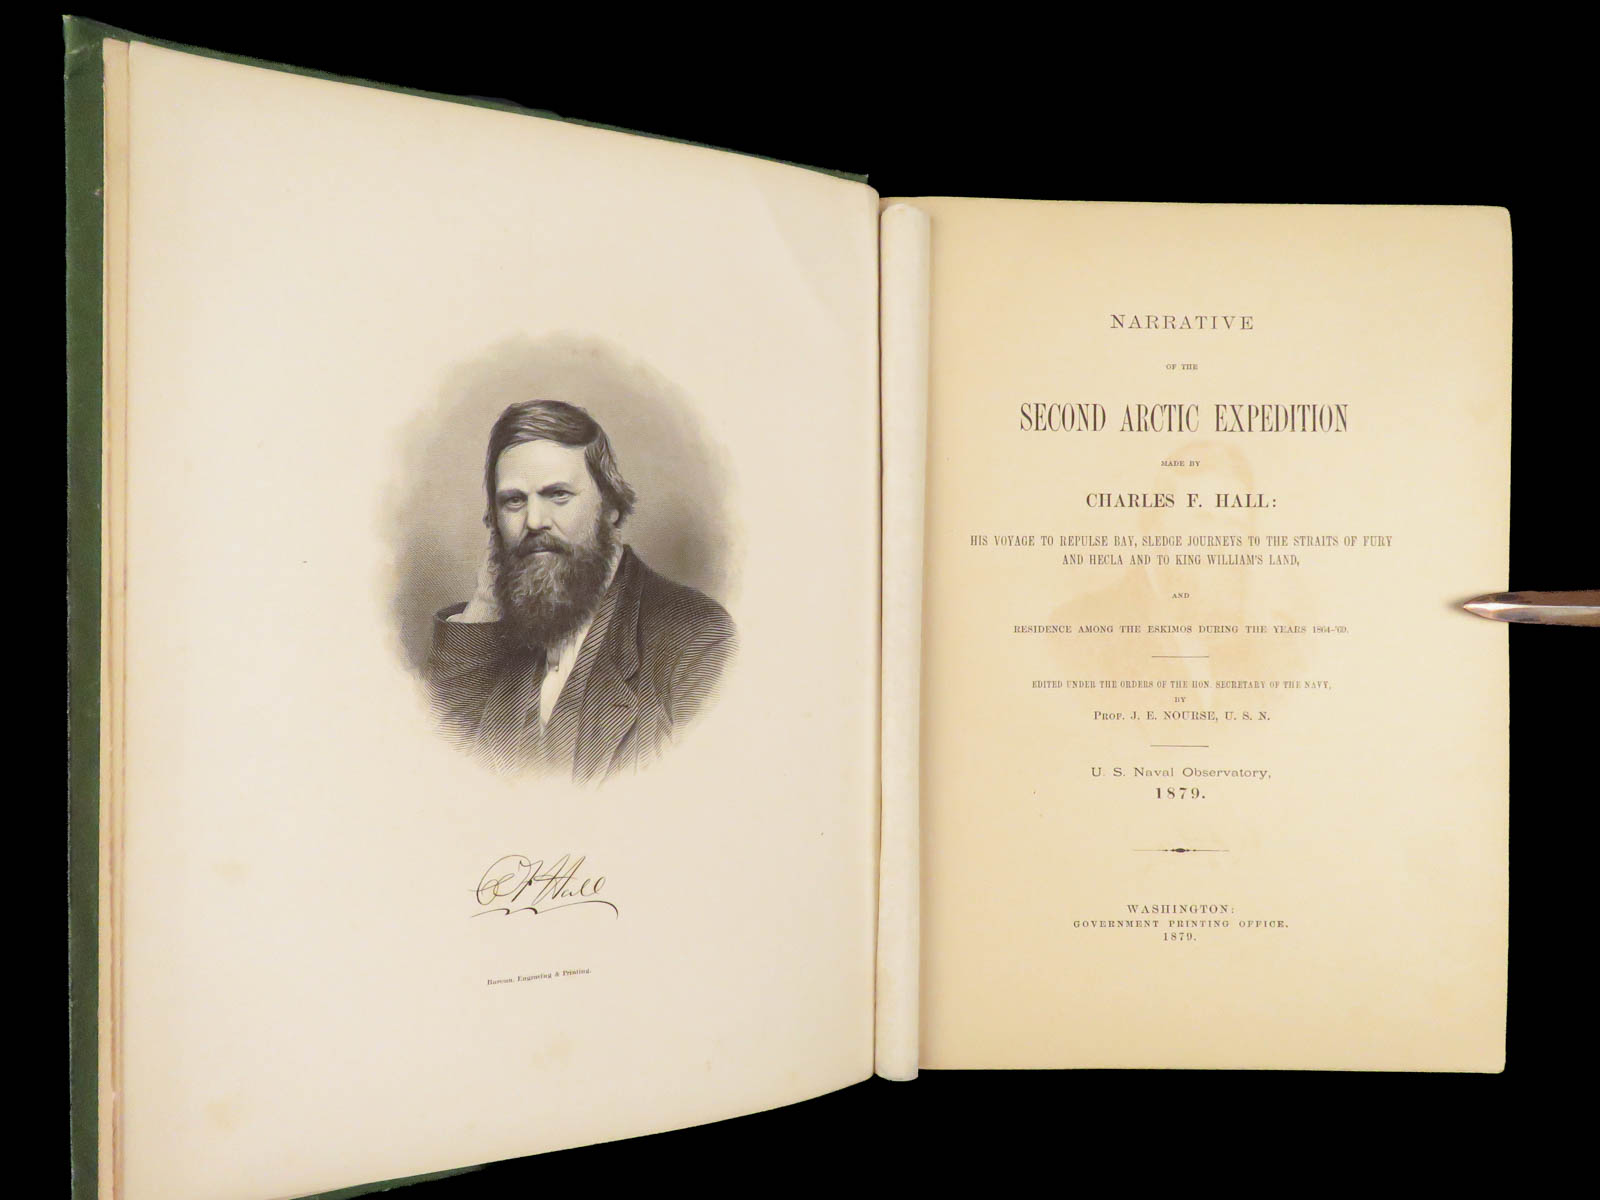 C F Hall
Bureau, Engraving & Printing.
NARRATIVE
OF THE
SECOND ARCTIC EXPEDITION
MADE BY
CHARLES F. HALL:
HIS VOYAGE TO REPULSE BAY, SLEDGE JOURNEYS TO THE STRAITS OF FURY
AND HECLA AND TO KING WILLIAM'S LAND,
AND
RESIDENCE AMONG THE ESKIMOS DURING THE YEARS 1864-'69.
EDITED UNDER THE ORDERS OF THE HON. SECRETARY OF THE NAVY,
BY
PROF. J. E. NOURSE, U. S. N.
U. S. Naval Observatory,
1879.
WASHINGTON:
GOVERNMENT PRINTING OFFICE.
1879.